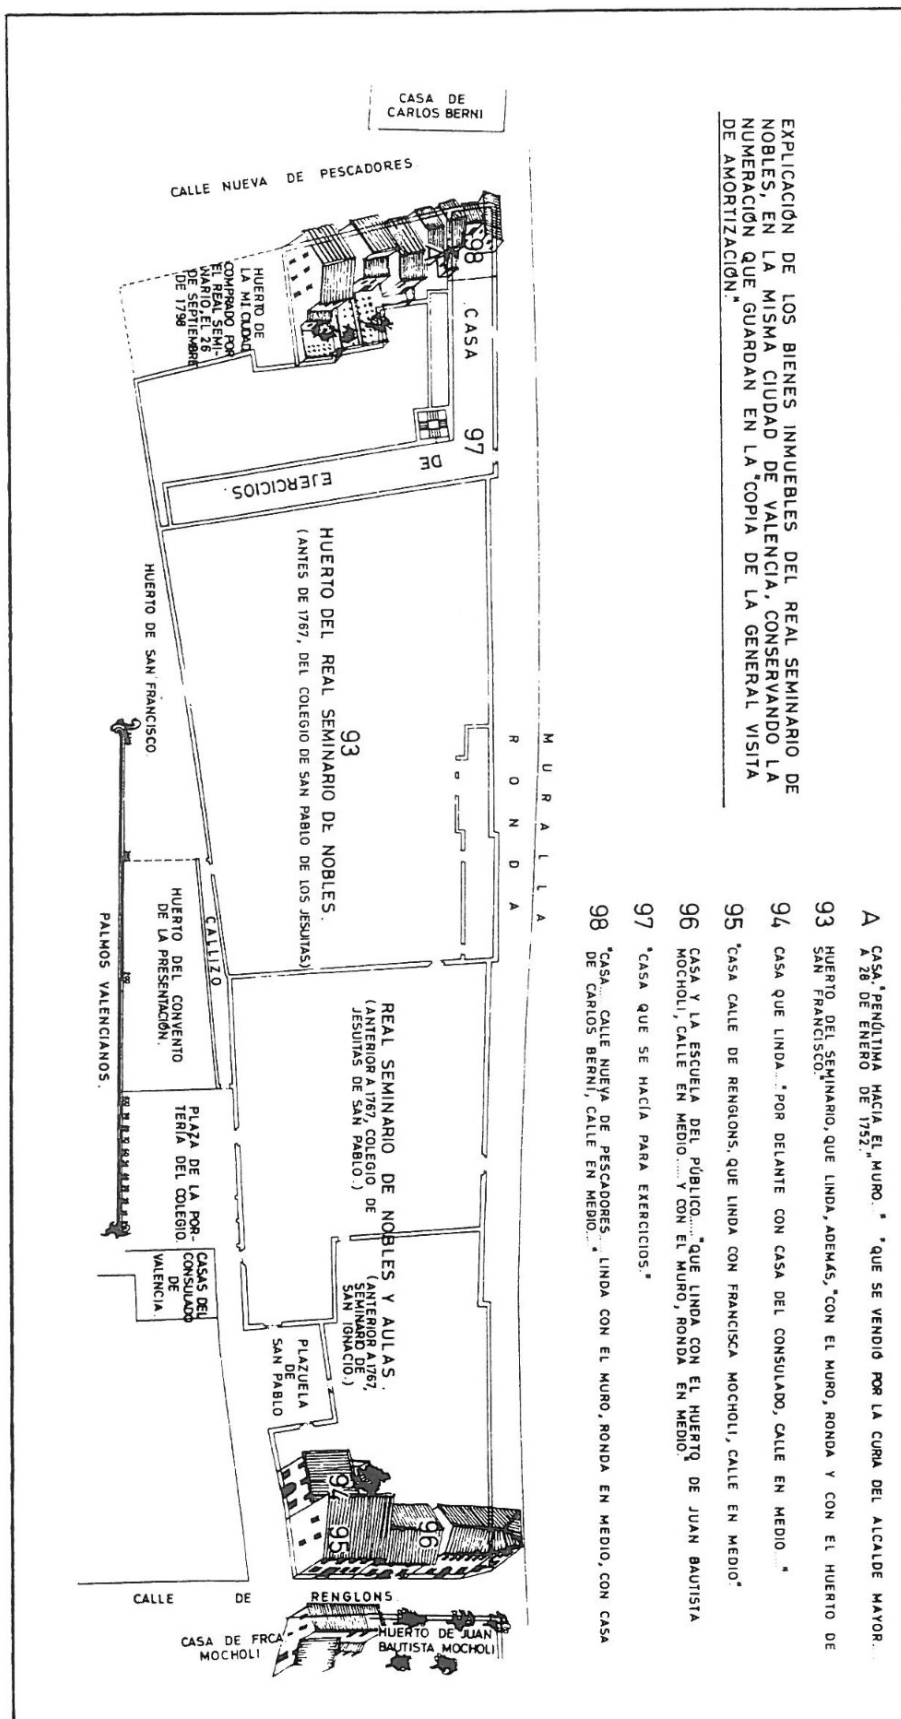 EXPLICACIÓN DE LOS BIENES INMUEBLES DEL REAL SEMINARIO DE
NOBLES, EN LA MISMA CIUDAD DE VALENCIA, CONSERVANDO LA
NUMERACIÓN QUE GUARDAN EN LA "COPIA DE LA GENERAL VISITA
DE AMORTIZACIÓN."
A CASA,"PENÚLTIMA HACIA EL MURO..." "QUE SE VENDIÓ POR LA CURIA DEL ALCALDE MAYOR....
A 28 DE ENERO DE 1752."
93 HUERTO DEL SEMINARIO, QUE LINDA, ADEMÁS, "CON EL MURO, RONDA Y CON EL HUERTO DE
SAN FRANCISCO."
94 CASA QUE LINDA... "POR DELANTE CON CASA DEL CONSULADO, CALLE EN MEDIO....."
95 "CASA CALLE DE RENGLONS, QUE LINDA CON FRANCISCA MOCHOLI, CALLE EN MEDIO"
96 CASA Y LA ESCUELA DEL PÚBLICO....."QUE LINDA CON EL HUERTO DE JUAN BAUTISTA
MOCHOLI, CALLE EN MEDIO.....Y CON EL MURO, RONDA EN MEDIO."
97 "CASA QUE SE HACIA PARA EXERCICIOS."
98 "CASA... CALLE NUEVA DE PESCADORES... LINDA CON EL MURO, RONDA EN MEDIO, CON CASA
DE CARLOS BERNI, CALLE EN MEDIO..."
CASA DE
CARLOS BERNI
CALLE NUEVA DE PESCADORES
98
CASA
97
DE
EJERCICIOS.
HUERTO DE
LA MI CIUDAD
COMPRADO POR
EL REAL SEMI-
NARIO, EL 26
DE SEPTIEMBRE
DE 1798
MURALLA
RONDA
93
HUERTO DEL REAL SEMINARIO DE NOBLES.
(ANTES DE 1767, DEL COLEGIO DE SAN PABLO DE LOS JESUITAS)
HUERTO DE SAN FRANCISCO.
CALLIZO
HUERTO DEL CONVENTO
DE LA PRESENTACIÓN.
PALMOS VALENCIANOS.
REAL SEMINARIO DE NOBLES Y AULAS.
(ANTERIOR A 1767, COLEGIO DE
JESUITAS DE SAN PABLO.)
(ANTERIOR A 1767,
SEMINARIO DE
SAN IGNACIO.)
PLAZA DE LA POR-
TERÍA DEL COLEGIO.
CASAS DEL
CONSULADO
DE
VALENCIA.
PLAZUELA
DE
SAN PABLO
94
95
96
CALLE DE RENGLONS.
CASA DE FRCA
MOCHOLI
HUERTO DE JUAN
BAUTISTA MOCHOLI